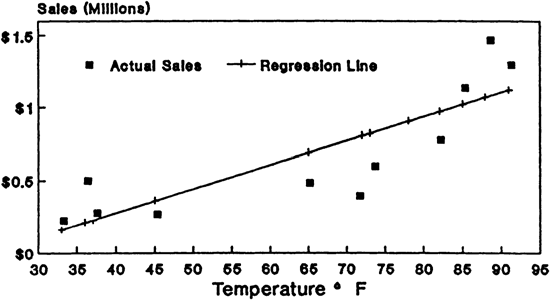 Sales (Millions)
$1.5
Actual Sales
Regression Line
$1
$0.5
$0
30 35 40 45 50 55 60 65 70 75 80 85 90 95
Temperature ° F